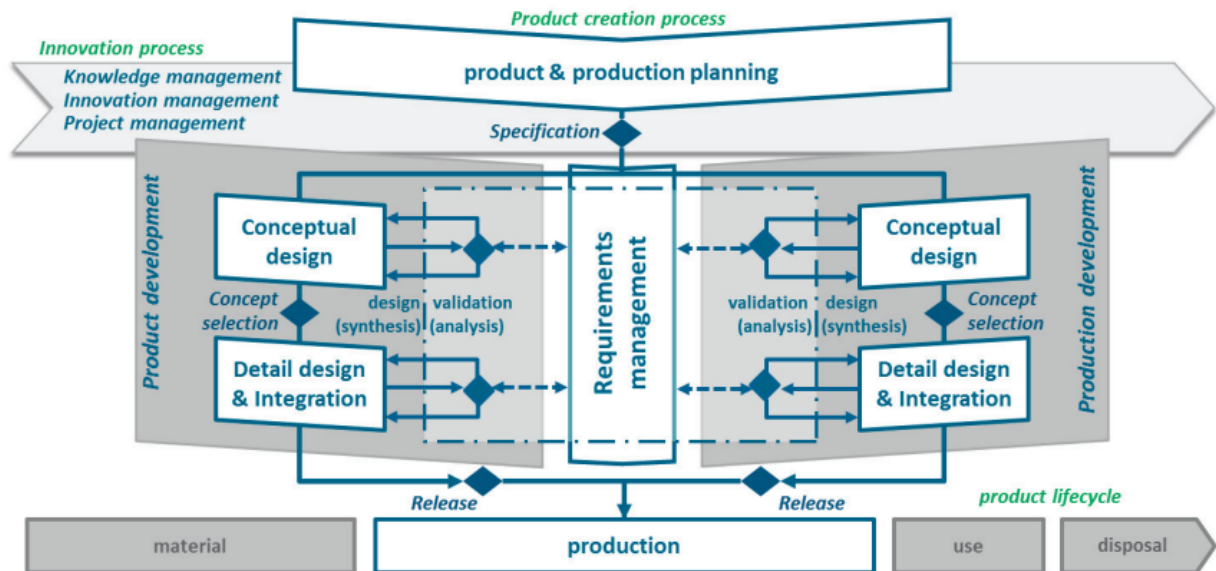 Product creation process
Innovation process
product & production planning
Knowledge management
Innovation management
Project management
Specification
Product development
Conceptual
design
Concept
selection
design
(synthesis)
validation
(analysis)
Detail design
& Integration
Requirements
management
validation
(analysis)
design
(synthesis)
Conceptual
design
Concept
selection
Detail design
& Integration
Production development
Release
Release
product lifecycle
material
production
use
disposal